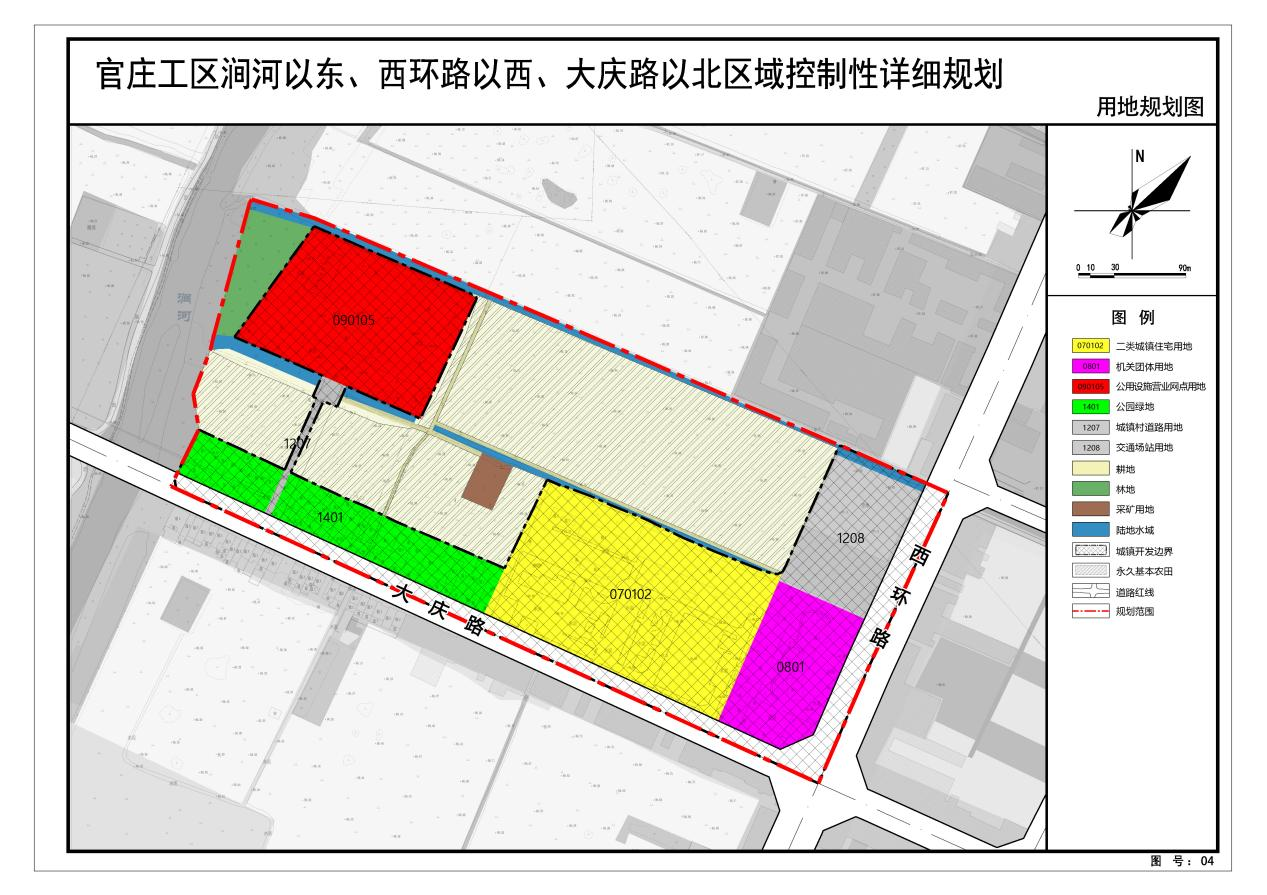 官庄工区涧河以东、西环路以西、大庆路以北区域控制性详细规划
用地规划图
N
0 10 30 90m
图 例
070102 二类城镇住宅用地
0801 机关团体用地
090105 公用设施营业网点用地
1401 公园绿地
1207 城镇村道路用地
1208 交通场站用地
耕地
林地
采矿用地
陆地水域
城镇开发边界
永久基本农田
道路红线
规划范围
涧河
090105
1207
1401
1208
070102
0801
大庆路
西环路
图 号：04